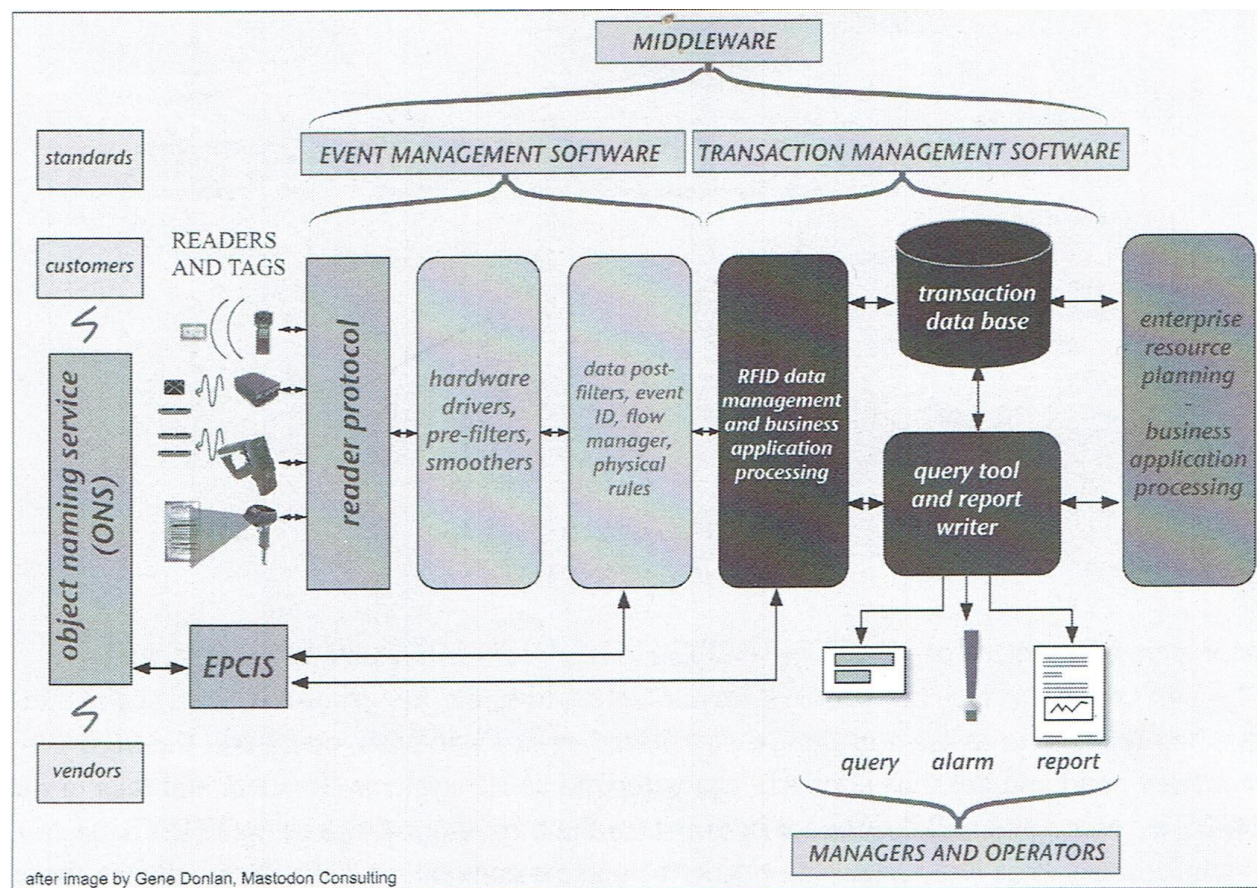 MIDDLEWARE
EVENT MANAGEMENT SOFTWARE
TRANSACTION MANAGEMENT SOFTWARE
standards
customers
object naming service
(ONS)
vendors
READERS
AND TAGS
reader protocol
hardware
drivers,
pre-filters,
smoothers
data post-
filters, event
ID, flow
manager,
physical
rules
RFID data
management
and business
application
processing
transaction
data base
query tool
and report
writer
enterprise
resource
planning
-
business
application
processing
EPCIS
query
alarm
report
MANAGERS AND OPERATORS
after image by Gene Donlan, Mastodon Consulting